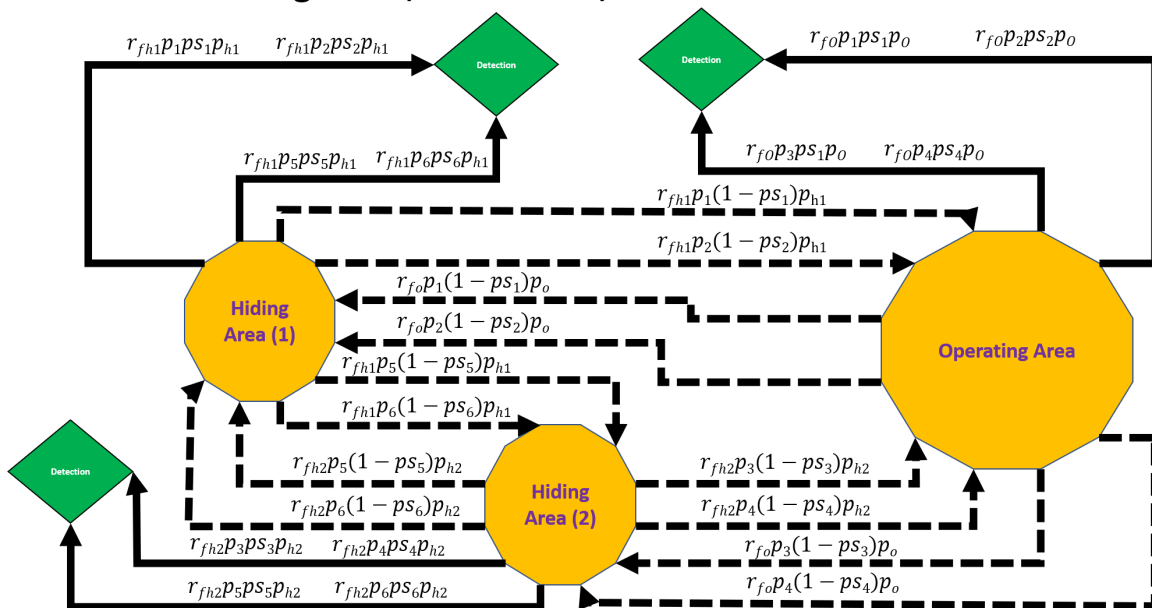 r_{fh1}p_1ps_1p_{h1} r_{fh1}p_2ps_2p_{h1}
Detection
r_{fO}p_1ps_1p_O r_{fO}p_2ps_2p_O
Detection
r_{fh1}p_5ps_5p_{h1} r_{fh1}p_6ps_6p_{h1}
r_{fO}p_3ps_1p_O r_{fO}p_4ps_4p_O
r_{fh1}p_1(1-ps_1)p_{h1}
r_{fh1}p_2(1-ps_2)p_{h1}
r_{fo}p_1(1-ps_1)p_o
r_{fo}p_2(1-ps_2)p_o
Hiding
Area (1)
Operating Area
r_{fh1}p_5(1-ps_5)p_{h1}
r_{fh1}p_6(1-ps_6)p_{h1}
Detection
r_{fh2}p_5(1-ps_5)p_{h2}
r_{fh2}p_6(1-ps_6)p_{h2}
Hiding
Area (2)
r_{fh2}p_3(1-ps_3)p_{h2}
r_{fh2}p_4(1-ps_4)p_{h2}
r_{fh2}p_3ps_3p_{h2} r_{fh2}p_4ps_4p_{h2}
r_{fo}p_3(1-ps_3)p_o
r_{fh2}p_5ps_5p_{h2} r_{fh2}p_6ps_6p_{h2}
r_{fo}p_4(1-ps_4)p_o